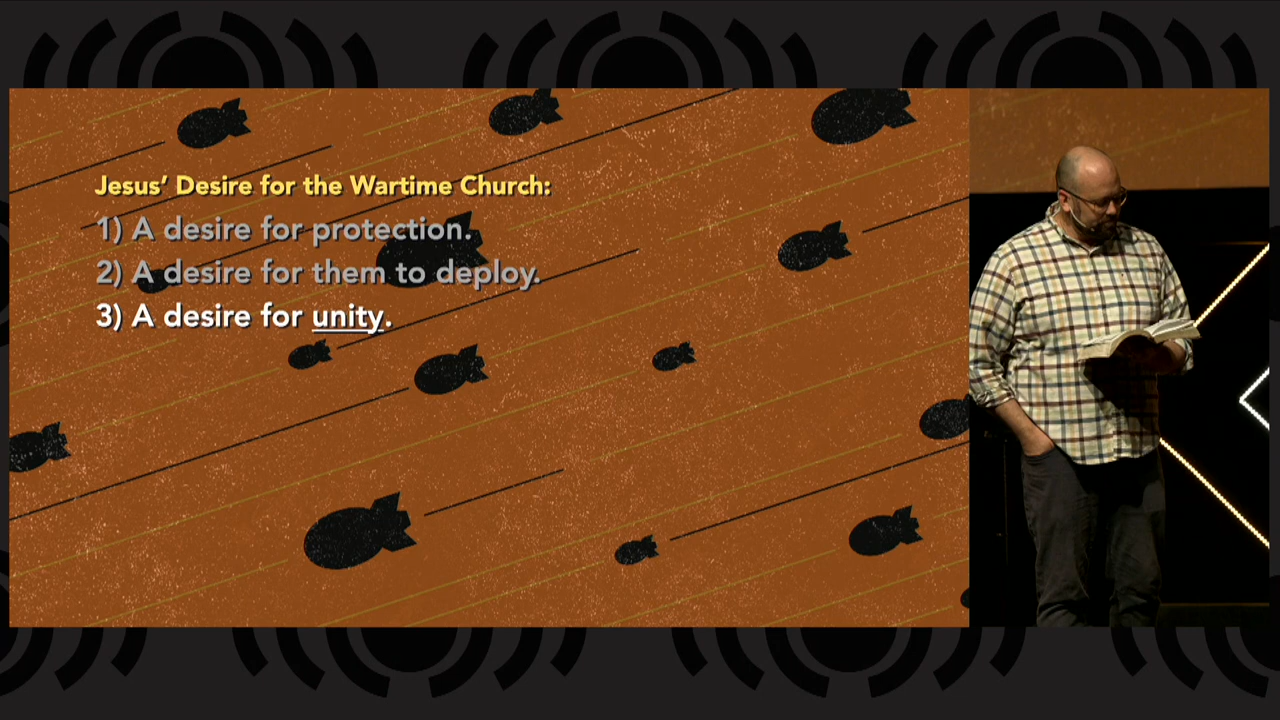 Jesus’ Desire for the Wartime Church:
1) A desire for protection.
2) A desire for them to deploy.
3) A desire for unity.